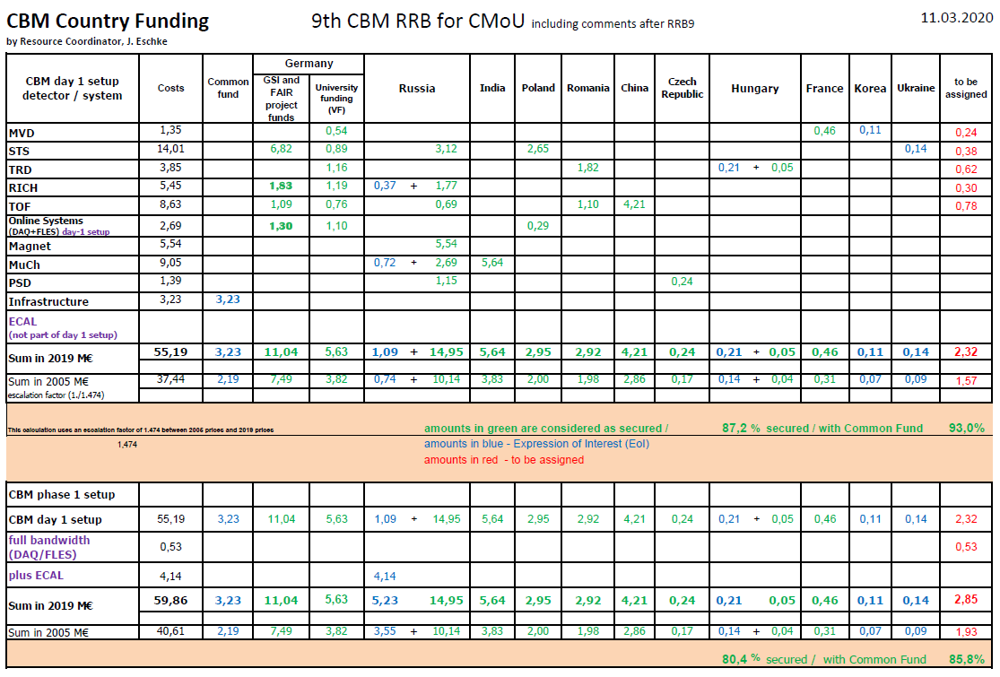 CBM Country Funding 9th CBM RRB for CMoU including comments after RRB9 11.03.2020
by Resource Coordinator, J. Eschke
CBM day 1 setup detector / system Costs Common fund Germany GSI and FAIR project funds University funding (VF) Russia India Poland Romania China Czech Republic Hungary France Korea Ukraine to be assigned
MVD 1,35 0,54 0,46 0,11 0,24
STS 14,01 6,82 0,89 3,12 2,65 0,14 0,38
TRD 3,85 1,16 1,82 0,21 + 0,05 0,62
RICH 5,45 1,83 1,19 0,37 + 1,77 0,30
TOF 8,63 1,09 0,76 0,69 1,10 4,21 0,78
Online Systems
(DAQ+FLES) day-1 setup 2,69 1,30 1,10 0,29
Magnet 5,54 5,54
MuCh 9,05 0,72 + 2,69 5,64
PSD 1,39 1,15 0,24
Infrastructure 3,23 3,23
ECAL
(not part of day 1 setup)
Sum in 2019 M€ 55,19 3,23 11,04 5,63 1,09 + 14,95 5,64 2,95 2,92 4,21 0,24 0,21 + 0,05 0,46 0,11 0,14 2,32
Sum in 2005 M€ 37,44 2,19 7,49 3,82 0,74 + 10,14 3,83 2,00 1,98 2,86 0,17 0,14 + 0,04 0,31 0,07 0,09 1,57
escalation factor (1./1.474)
This calculation uses an escalation factor of 1.474 between 2005 prices and 2019 prices amounts in green are considered as secured / 87,2 % secured / with Common Fund 93,0%
1,474 amounts in blue - Expression of Interest (EoI)
amounts in red - to be assigned
CBM phase 1 setup
CBM day 1 setup 55,19 3,23 11,04 5,63 1,09 + 14,95 5,64 2,95 2,92 4,21 0,24 0,21 + 0,05 0,46 0,11 0,14 2,32
full bandwidth
(DAQ/FLES) 0,53 0,53
plus ECAL 4,14 4,14
Sum in 2019 M€ 59,86 3,23 11,04 5,63 5,23 14,95 5,64 2,95 2,92 4,21 0,24 0,21 0,05 0,46 0,11 0,14 2,85
Sum in 2005 M€ 40,61 2,19 7,49 3,82 3,55 + 10,14 3,83 2,00 1,98 2,86 0,17 0,14 + 0,04 0,31 0,07 0,09 1,93
80,4 % secured / with Common Fund 85,8%